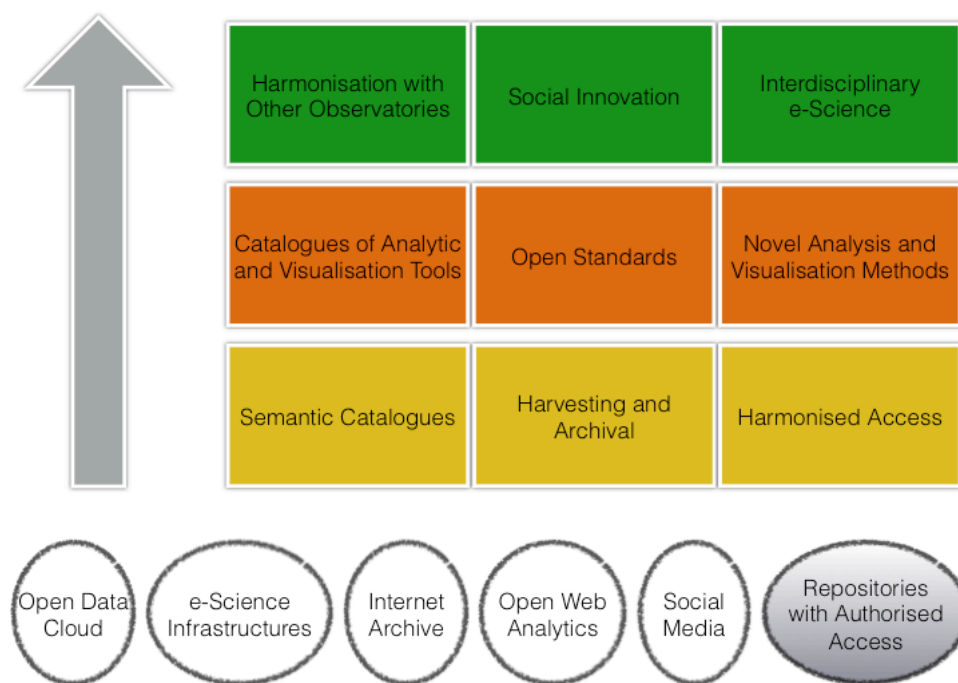 Harmonisation with
Other Observatories
Social Innovation
Interdisciplinary
e-Science
Catalogues of Analytic
and Visualisation Tools
Open Standards
Novel Analysis and
Visualisation Methods
Semantic Catalogues
Harvesting and
Archival
Harmonised Access
Open Data
Cloud
e-Science
Infrastructures
Internet
Archive
Open Web
Analytics
Social
Media
Repositories
with Authorised
Access